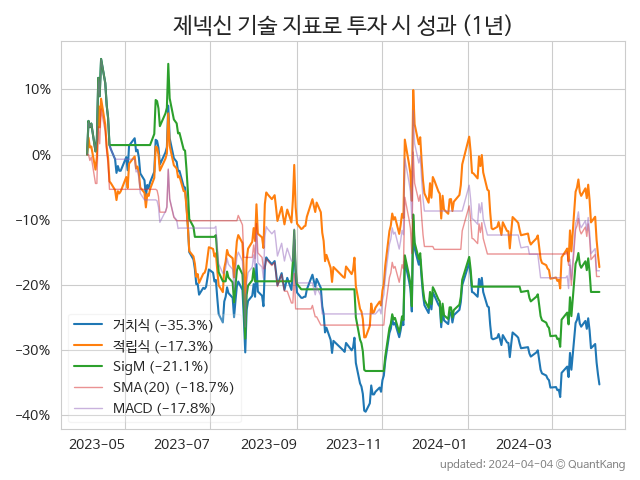 제넥신 기술 지표로 투자 시 성과 (1년)
10%
0%
−10%
−20%
−30%
−40%
거치식 (−35.3%)
적립식 (−17.3%)
SigM (−21.1%)
SMA(20) (−18.7%)
MACD (−17.8%)
2023−05 2023−07 2023−09 2023−11 2024−01 2024−03
updated: 2024−04−04 © QuantKang